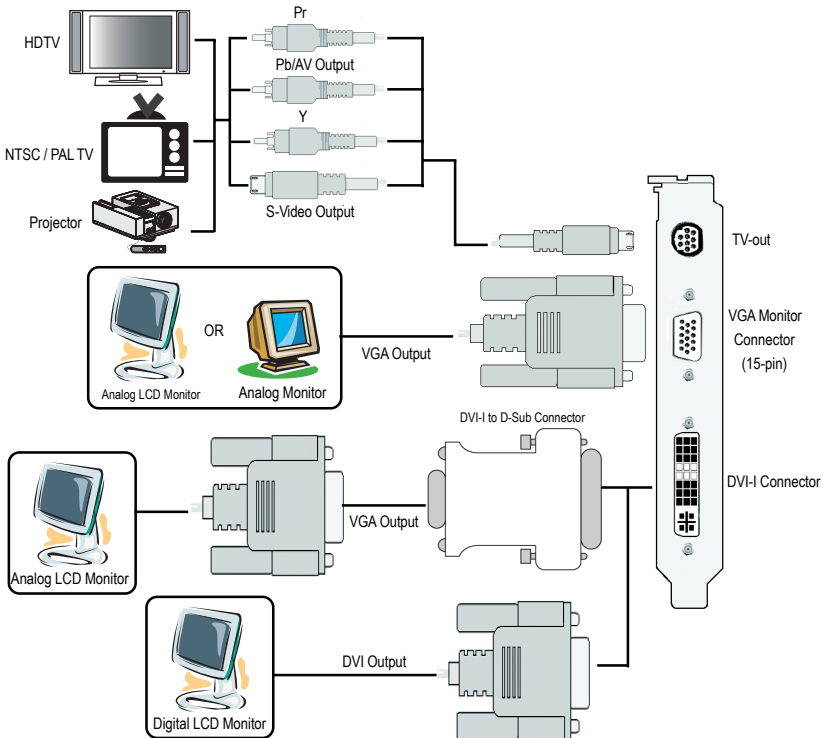 Pr
HDTV
Pb/AV Output
Y
NTSC / PAL TV
S-Video Output
Projector
TV-out
VGA Monitor
Connector
(15-pin)
OR
VGA Output
Analog LCD Monitor
Analog Monitor
DVI-I to D-Sub Connector
DVI-I Connector
VGA Output
Analog LCD Monitor
DVI Output
Digital LCD Monitor